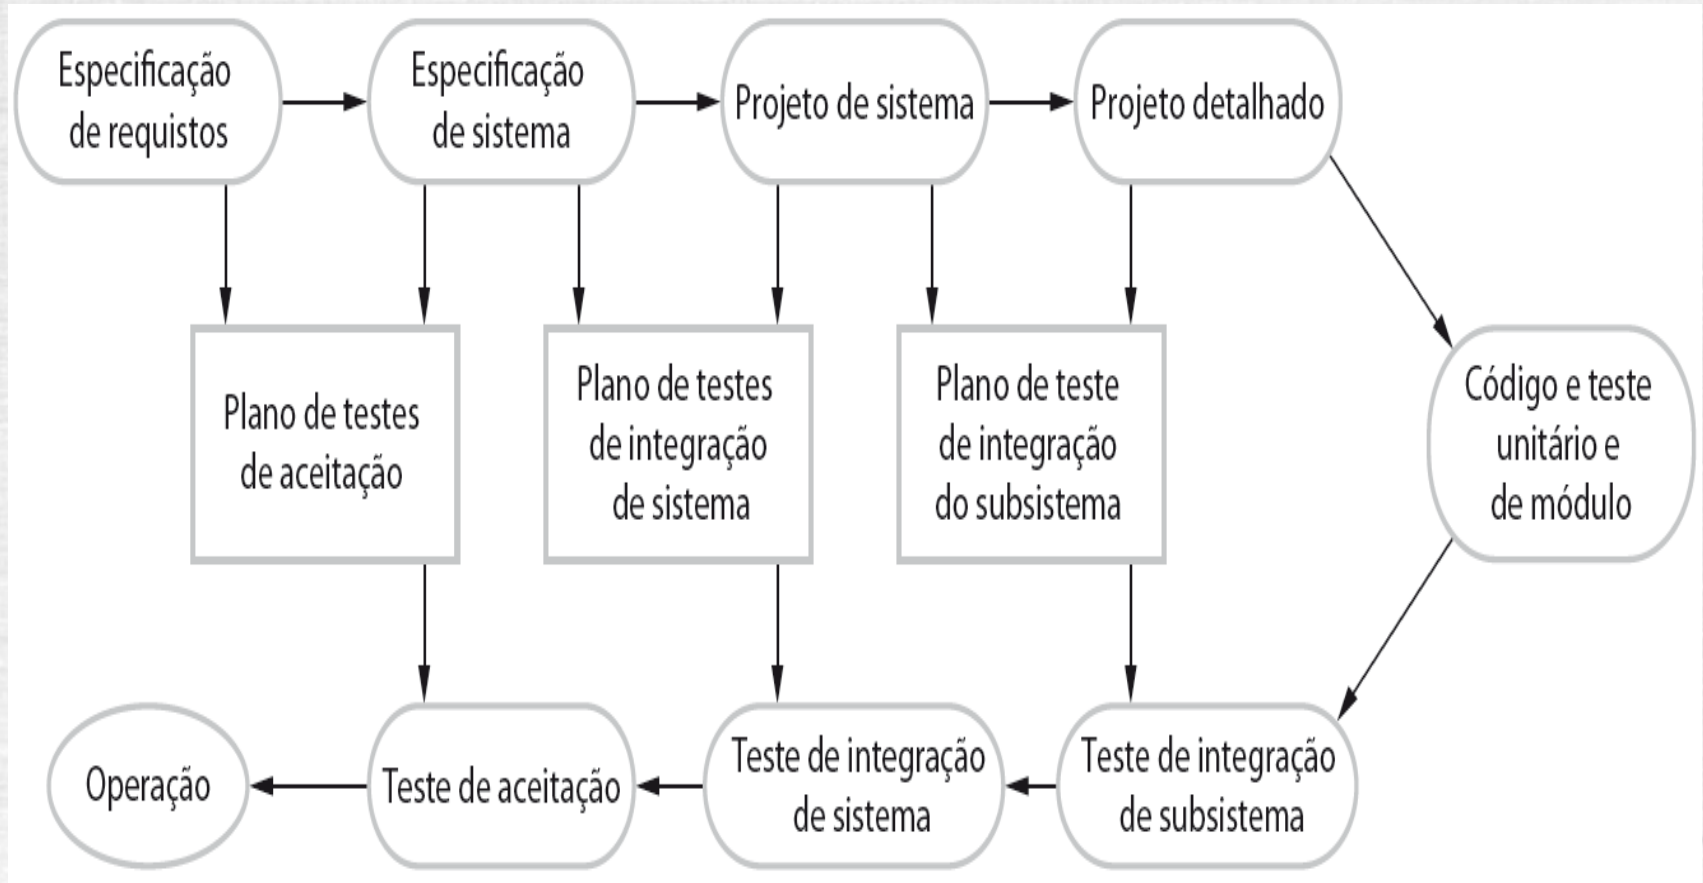 Especificação
de requistos
Especificação
de sistema
Projeto de sistema
Projeto detalhado
Plano de testes
de aceitação
Plano de testes
de integração
de sistema
Plano de teste
de integração
do subsistema
Código e teste
unitário e
de módulo
Operação
Teste de aceitação
Teste de integração
de sistema
Teste de integração
de subsistema